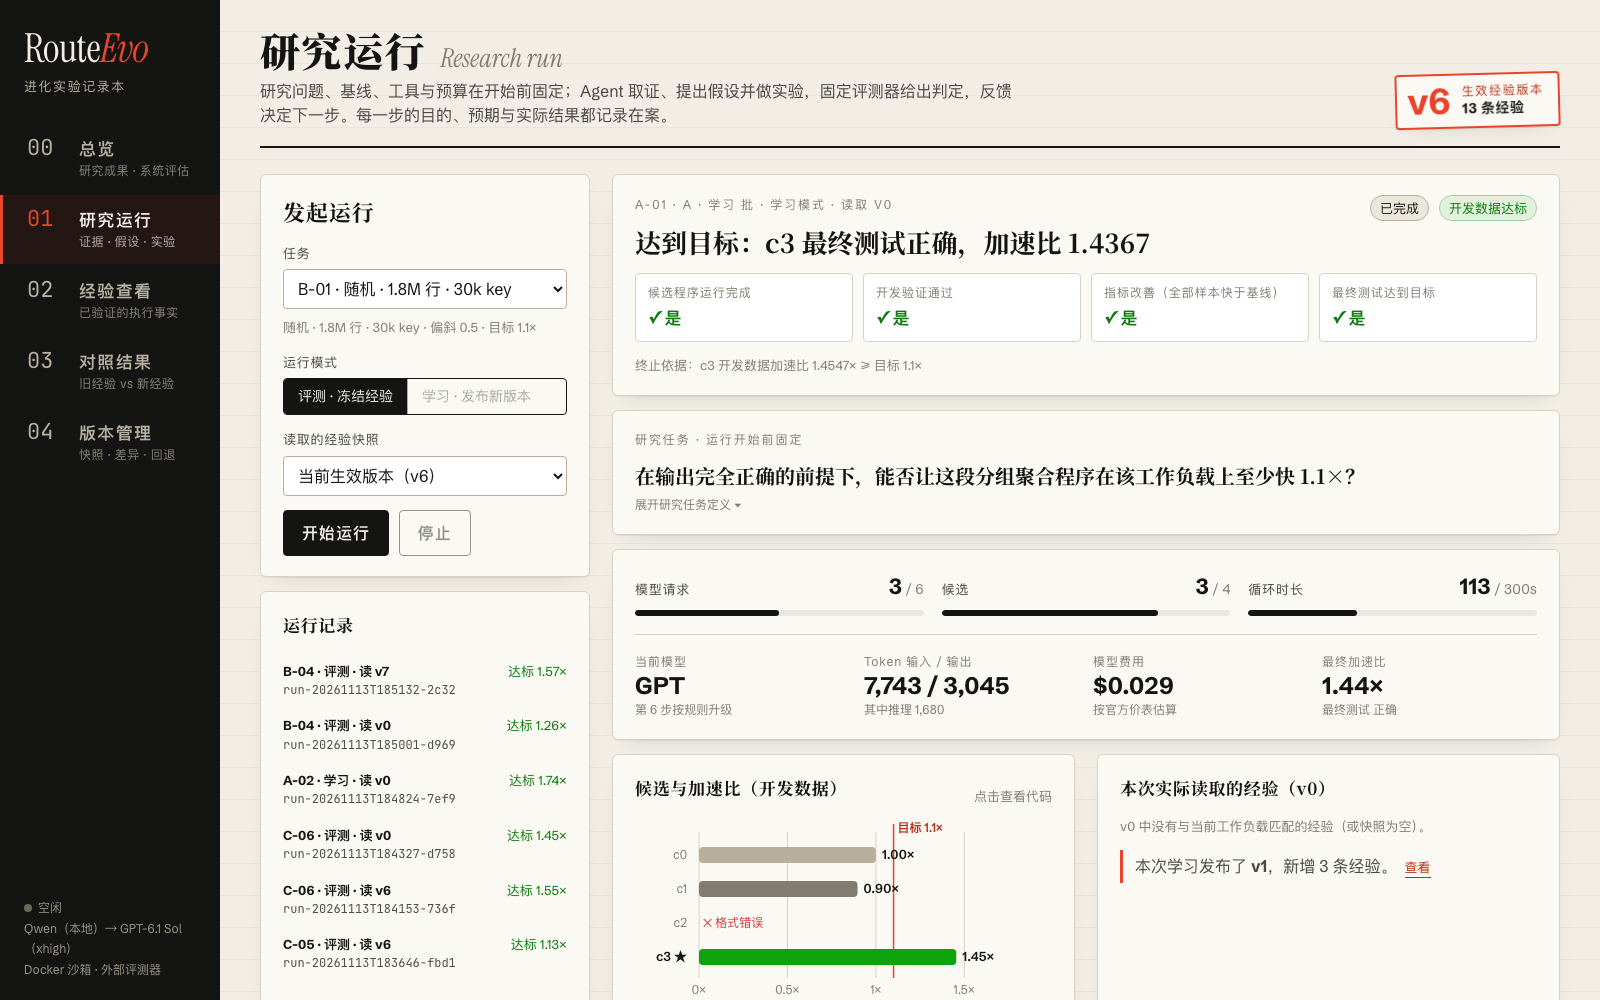 RouteEvo
进化实验记录本
00 总览
研究成果 · 系统评估
01 研究运行
证据 · 假设 · 实验
02 经验查看
已验证的执行事实
03 对照结果
旧经验 vs 新经验
04 版本管理
快照 · 差异 · 回退
空闲
Qwen（本地）→ GPT-6.1 Sol
（xhigh）
Docker 沙箱 · 外部评测器
研究运行 Research run
研究问题、基线、工具与预算在开始前固定；Agent 取证、提出假设并做实验，固定评测器给出判定，反馈
决定下一步。每一步的目的、预期与实际结果都记录在案。
v6 生效经验版本
13 条经验
发起运行
任务
B-01 · 随机 · 1.8M 行 · 30k key
随机 · 1.8M 行 · 30k key · 偏斜 0.5 · 目标 1.1×
运行模式
评测 · 冻结经验 学习 · 发布新版本
读取的经验快照
当前生效版本（v6）
开始运行 停止
运行记录
B-04 · 评测 · 读 v7 达标 1.57×
run-20261113T185132-2c32
B-04 · 评测 · 读 v0 达标 1.26×
run-20261113T185001-d969
A-02 · 学习 · 读 v0 达标 1.74×
run-20261113T184824-7ef9
C-06 · 评测 · 读 v0 达标 1.45×
run-20261113T184327-d758
C-06 · 评测 · 读 v6 达标 1.55×
run-20261113T184153-736f
C-05 · 评测 · 读 v6 达标 1.13×
run-20261113T183646-fbd1
A-01 · A · 学习 批 · 学习模式 · 读取 V0 已完成 开发数据达标
达到目标：c3 最终测试正确，加速比 1.4367
候选程序运行完成
✓是
开发验证通过
✓是
指标改善（全部样本快于基线）
✓是
最终测试达到目标
✓是
终止依据：c3 开发数据加速比 1.4547× ≥ 目标 1.1×
研究任务 · 运行开始前固定
在输出完全正确的前提下，能否让这段分组聚合程序在该工作负载上至少快 1.1×？
展开研究任务定义
模型请求 3 / 6
候选 3 / 4
循环时长 113 / 300s
当前模型
GPT
第 6 步按规则升级
Token 输入 / 输出
7,743 / 3,045
其中推理 1,680
模型费用
$0.029
按官方价表估算
最终加速比
1.44×
最终测试 正确
候选与加速比（开发数据） 点击查看代码
目标 1.1×
c0 1.00×
c1 0.90×
c2 ×格式错误
c3 ★ 1.45×
0× 0.5× 1× 1.5×
本次实际读取的经验（v0）
v0 中没有与当前工作负载匹配的经验（或快照为空）。
本次学习发布了 v1，新增 3 条经验。 查看